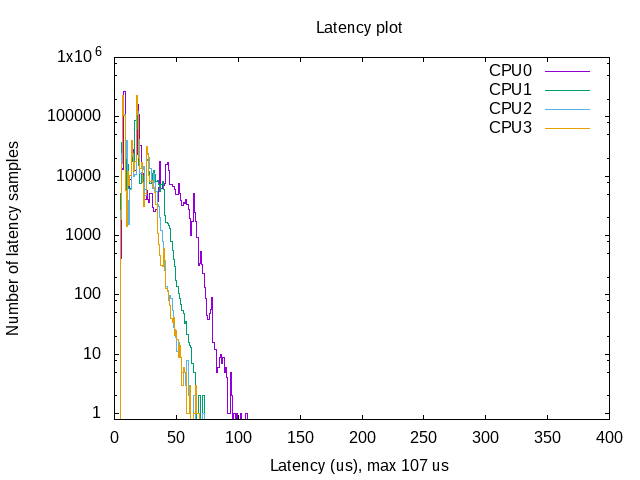 Latency plot
1x10^6
100000
10000
1000
100
10
1
0 50 100 150 200 250 300 350 400
CPU0
CPU1
CPU2
CPU3
Number of latency samples
Latency (us), max 107 us